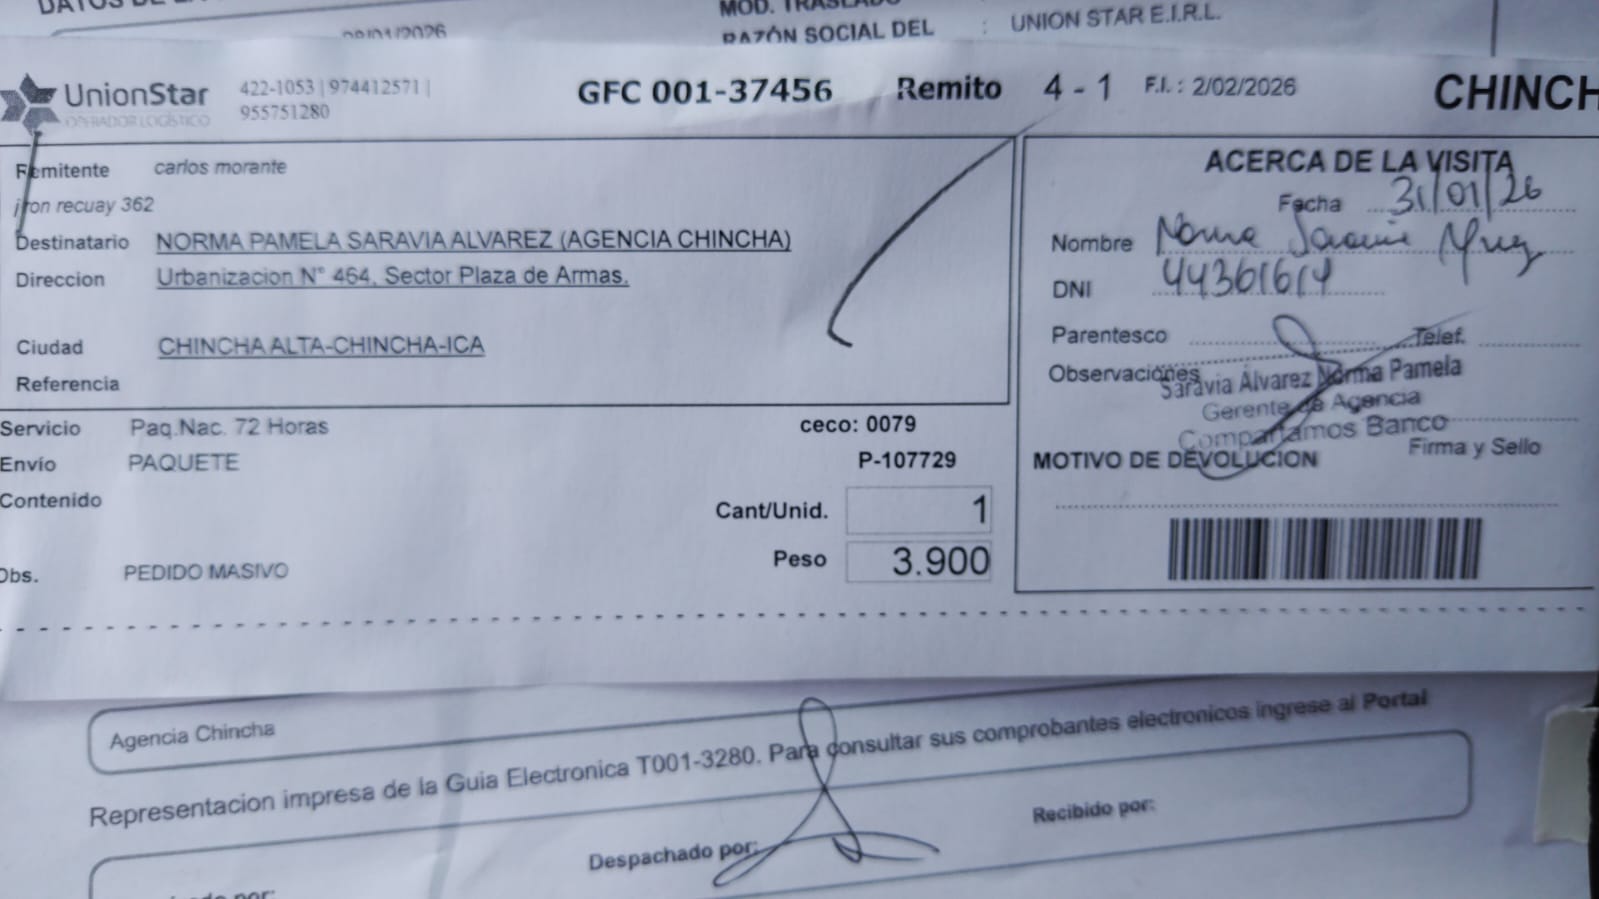 MOD. TRASLADO
09/01/2026
RAZÓN SOCIAL DEL : UNION STAR E.I.R.L.
UnionStar
OPERADOR LOGÍSTICO
422-1053 | 974412571 |
955751280
GFC 001-37456 Remito 4 - 1 F.I. : 2/02/2026
CHINCH
Remitente carlos morante
jiron recuay 362
Destinatario NORMA PAMELA SARAVIA ALVAREZ (AGENCIA CHINCHA)
Direccion Urbanizacion N° 464, Sector Plaza de Armas.
Ciudad CHINCHA ALTA-CHINCHA-ICA
Referencia
ACERCA DE LA VISITA
Fecha 31/01/26
Nombre Norma Saravia
DNI 44361614
Parentesco Telef.
Observaciones
Saravia Álvarez Norma Pamela
Gerente de Agencia
Compartamos Banco
Firma y Sello
MOTIVO DE DEVOLUCION
Servicio Paq.Nac. 72 Horas
ceco: 0079
Envío PAQUETE
P-107729
Contenido
Cant/Unid. 1
Peso 3.900
Obs. PEDIDO MASIVO
Agencia Chincha
Representacion impresa de la Guia Electronica T001-3280. Para consultar sus comprobantes electronicos ingrese al Portal
Despachado por:
Recibido por: